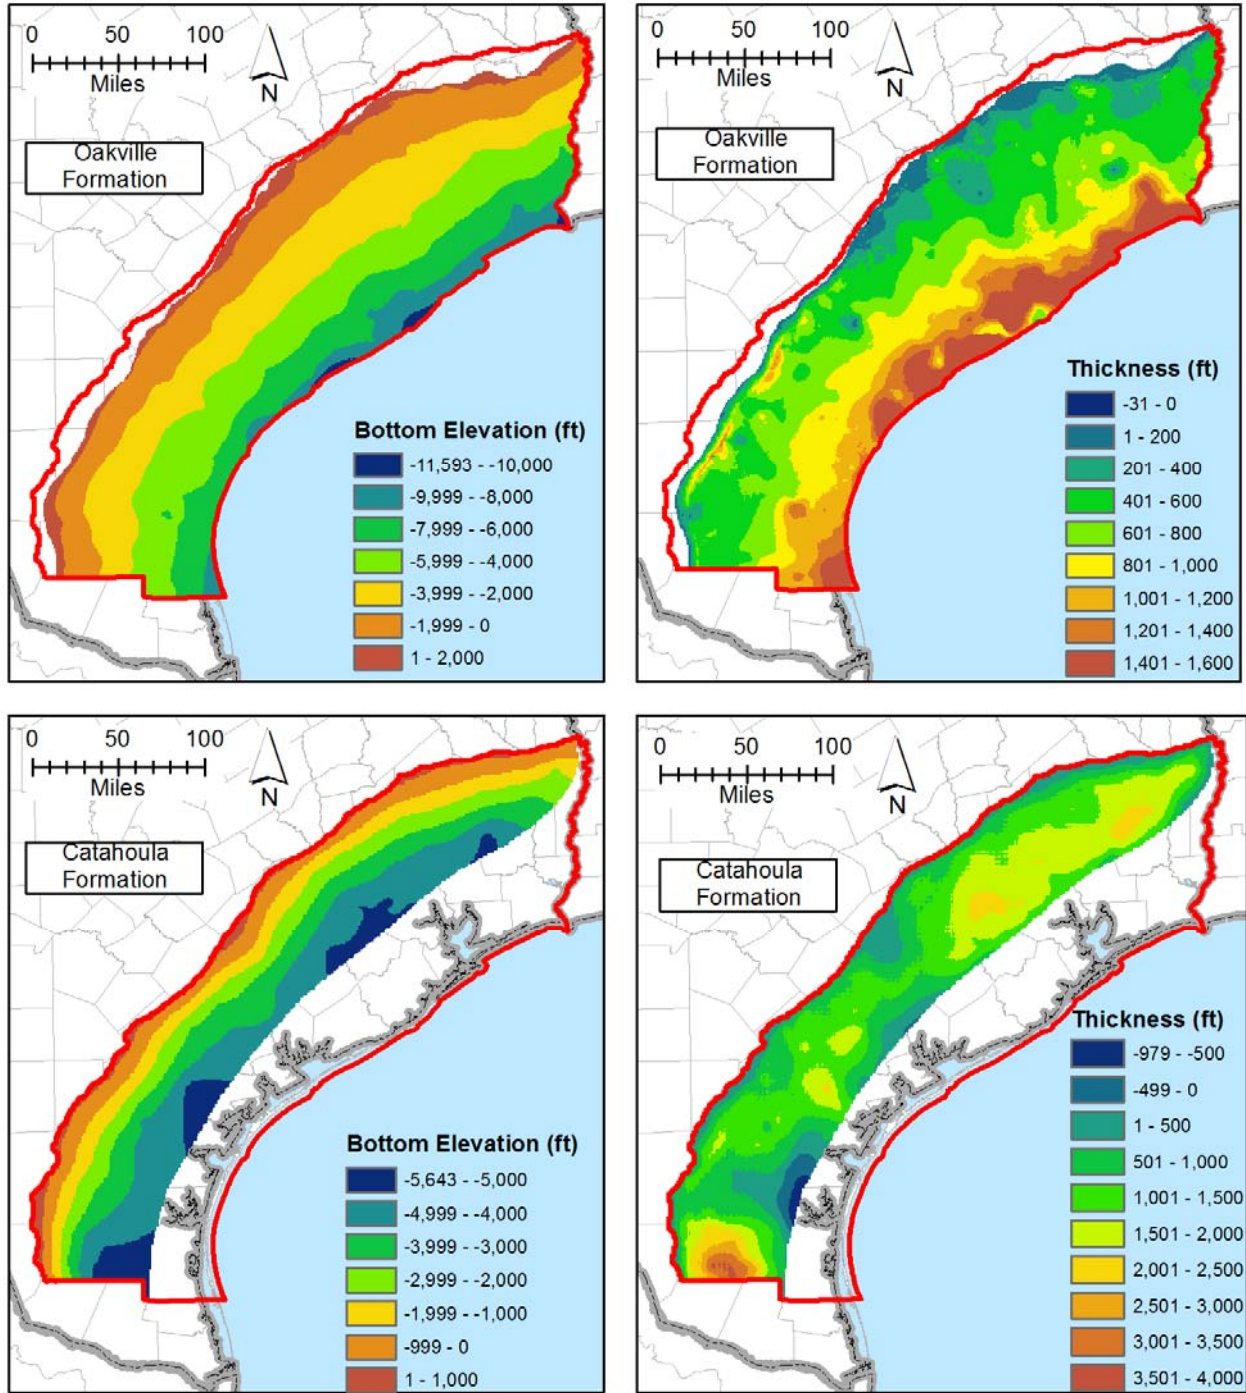 0 50 100
Miles
N
Oakville
Formation
Bottom Elevation (ft)
-11,593 - -10,000
-9,999 - -8,000
-7,999 - -6,000
-5,999 - -4,000
-3,999 - -2,000
-1,999 - 0
1 - 2,000
0 50 100
Miles
N
Oakville
Formation
Thickness (ft)
-31 - 0
1 - 200
201 - 400
401 - 600
601 - 800
801 - 1,000
1,001 - 1,200
1,201 - 1,400
1,401 - 1,600
0 50 100
Miles
N
Catahoula
Formation
Bottom Elevation (ft)
-5,643 - -5,000
-4,999 - -4,000
-3,999 - -3,000
-2,999 - -2,000
-1,999 - -1,000
-999 - 0
1 - 1,000
0 50 100
Miles
N
Catahoula
Formation
Thickness (ft)
-979 - -500
-499 - 0
1 - 500
501 - 1,000
1,001 - 1,500
1,501 - 2,000
2,001 - 2,500
2,501 - 3,000
3,001 - 3,500
3,501 - 4,000